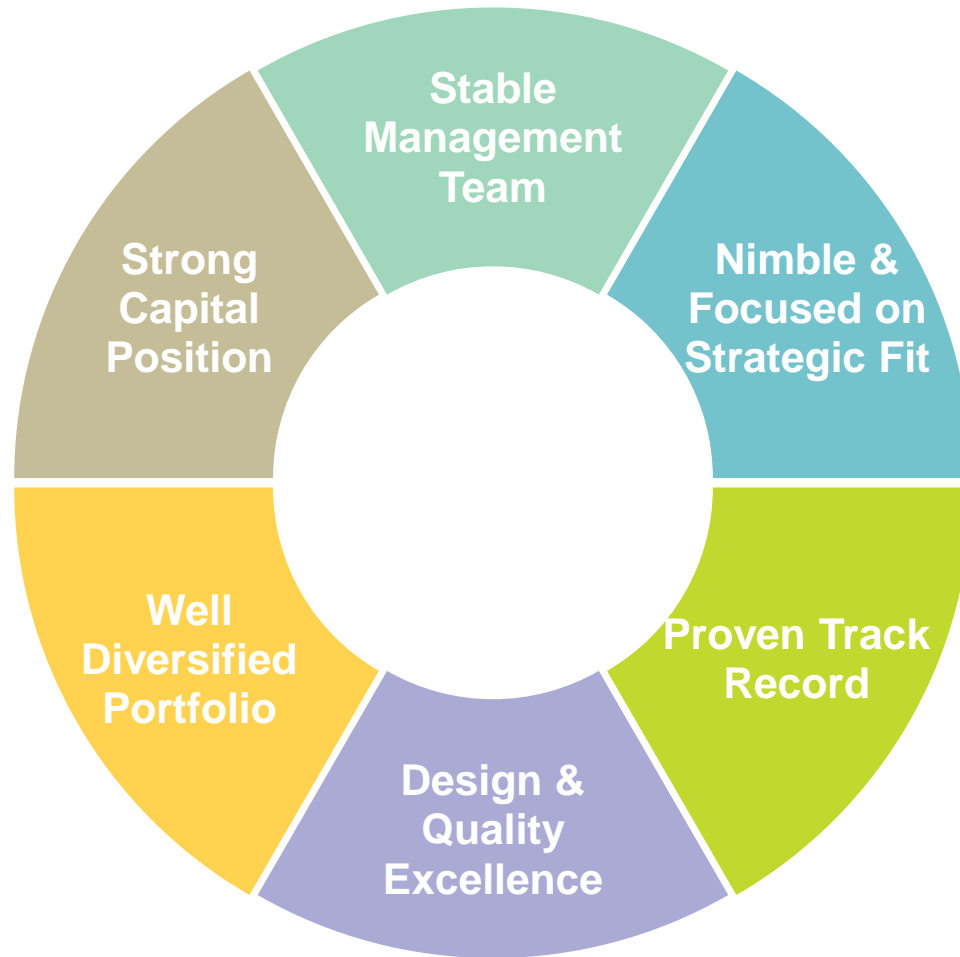 Stable
Management
Team
Nimble &
Focused on
Strategic Fit
Proven Track
Record
Design &
Quality
Excellence
Well
Diversified
Portfolio
Strong
Capital
Position